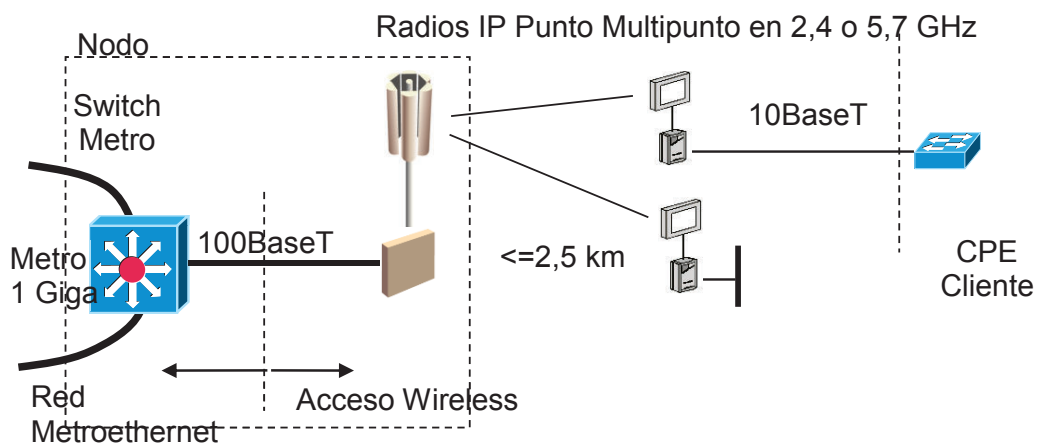 Radios IP Punto Multipunto en 2,4 o 5,7 GHz
Nodo
Switch
Metro
10BaseT
100BaseT
Metro
1 Giga
<=2,5 km
CPE
Cliente
Red
Metroethernet
Acceso Wireless